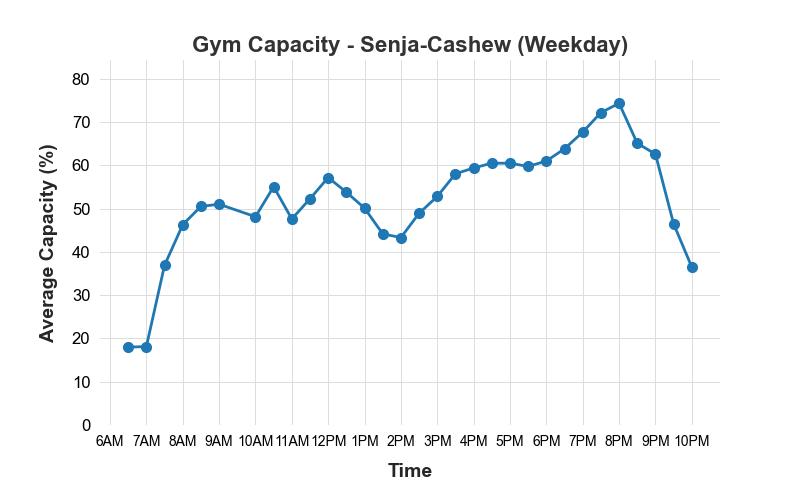 Gym Capacity - Senja-Cashew (Weekday)
Average Capacity (%)
80
70
60
50
40
30
20
10
0
6AM 7AM 8AM 9AM 10AM 11AM 12PM 1PM 2PM 3PM 4PM 5PM 6PM 7PM 8PM 9PM 10PM
Time